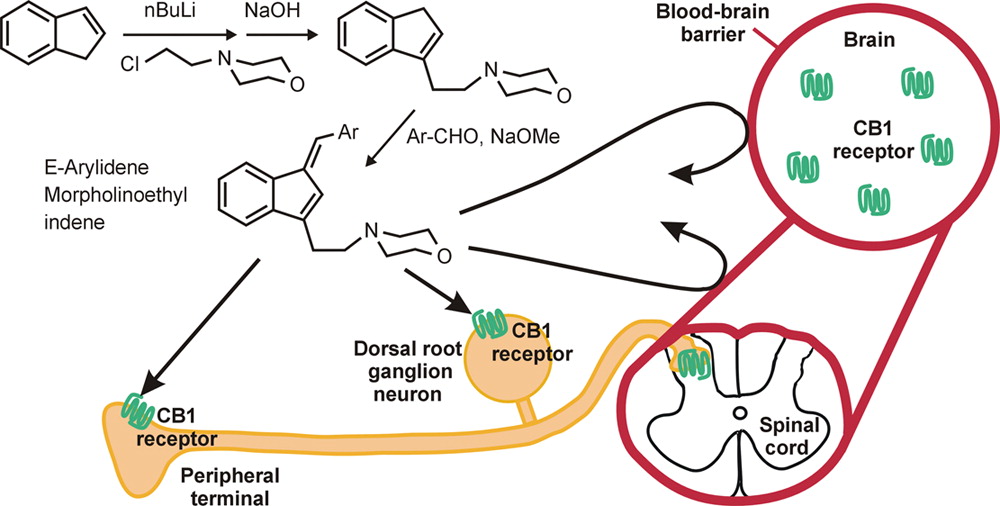 nBuLi
NaOH
Cl
N
O
N
O
Ar-CHO, NaOMe
Ar
E-Arylidene
Morpholinoethyl
indene
N
O
Blood-brain
barrier
Brain
CB1
receptor
CB1
receptor
Dorsal root
ganglion
neuron
CB1
receptor
Peripheral
terminal
Spinal
cord